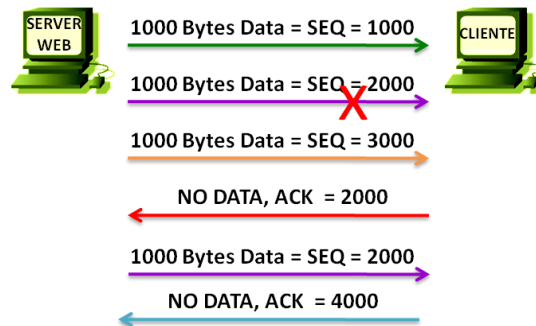 SERVER
WEB
1000 Bytes Data = SEQ = 1000
CLIENTE
1000 Bytes Data = SEQ = 2000
X
1000 Bytes Data = SEQ = 3000
NO DATA, ACK = 2000
1000 Bytes Data = SEQ = 2000
NO DATA, ACK = 4000